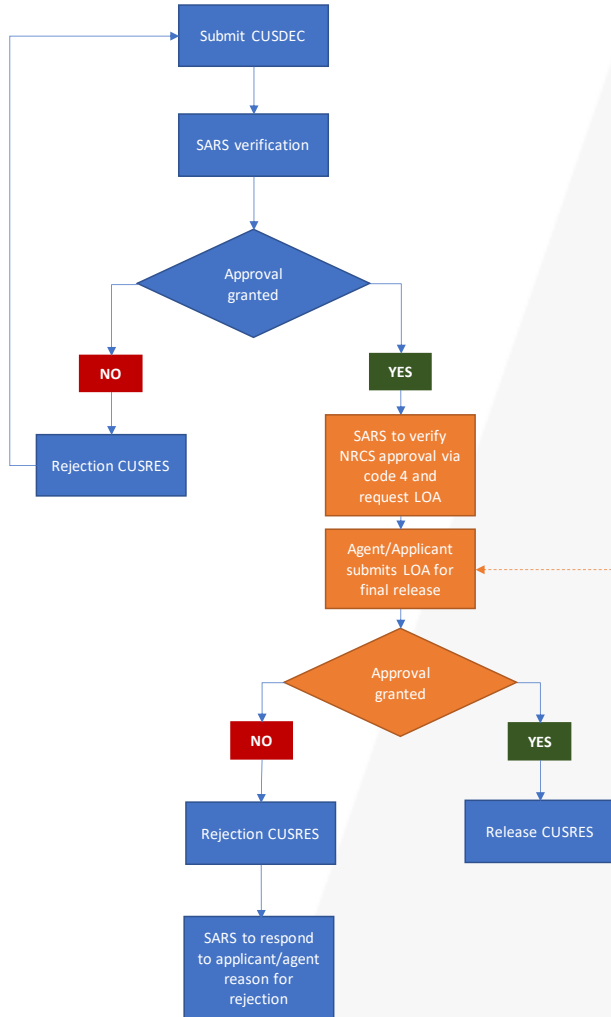 Submit CUSDEC
SARS verification
Approval
granted
NO
YES
Rejection CUSRES
SARS to verify
NRCS approval via
code 4 and
request LOA
Agent/Applicant
submits LOA for
final release
Approval
granted
NO
YES
Rejection CUSRES
Release CUSRES
SARS to respond
to applicant/agent
reason for
rejection